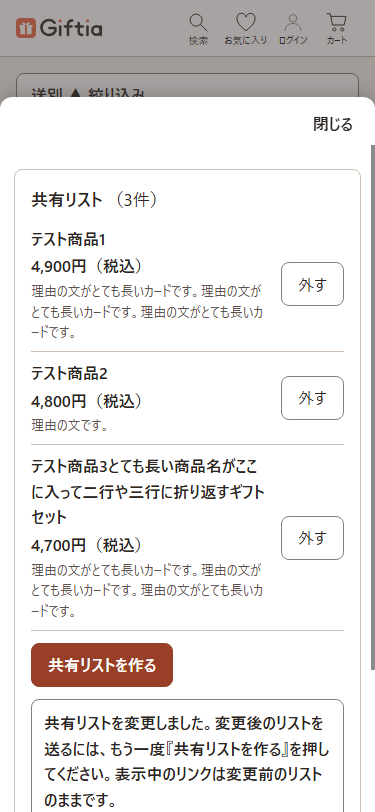 Giftia
検索
お気に入り
ログイン
カート
閉じる
共有リスト （3件）
テスト商品1
4,900円（税込）
理由の文がとても長いカードです。理由の文が
とても長いカードです。理由の文がとても長いカ
ードです。
外す
テスト商品2
4,800円（税込）
理由の文です。
外す
テスト商品3とても長い商品名がここ
に入って二行や三行に折り返すギフト
セット
4,700円（税込）
理由の文がとても長いカードです。理由の文が
とても長いカードです。理由の文がとても長いカ
ードです。
外す
共有リストを作る
共有リストを変更しました。変更後のリストを
送るには、もう一度『共有リストを作る』を押し
てください。表示中のリンクは変更前のリスト
のままです。